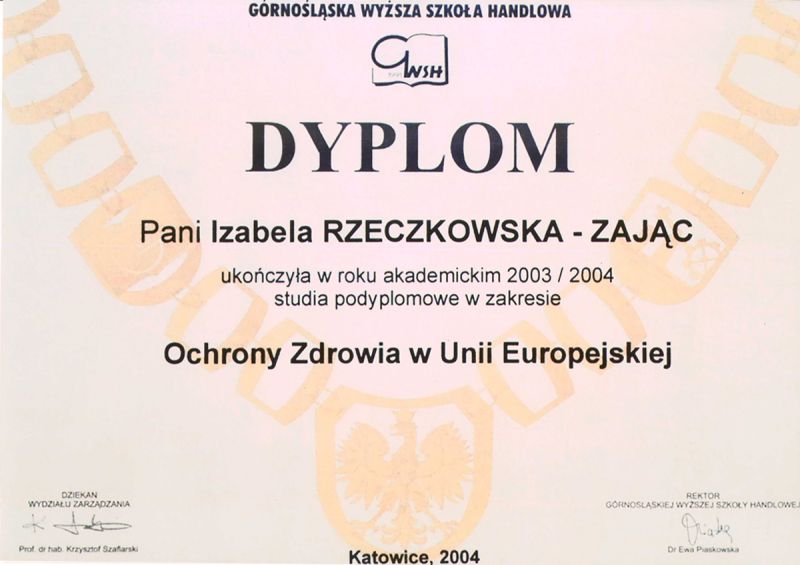 GÓRNOŚLĄSKA WYŻSZA SZKOŁA HANDLOWA
GWSH
DYPLOM
Pani Izabela RZECZKOWSKA - ZAJĄC
ukończyła w roku akademickim 2003 / 2004
studia podyplomowe w zakresie
Ochrony Zdrowia w Unii Europejskiej
DZIEKAN
WYDZIAŁU ZARZĄDZANIA
Prof. dr hab. Krzysztof Szaflarski
REKTOR
GÓRNOŚLĄSKIEJ WYŻSZEJ SZKOŁY HANDLOWEJ
Dr Ewa Piaskowska
Katowice, 2004